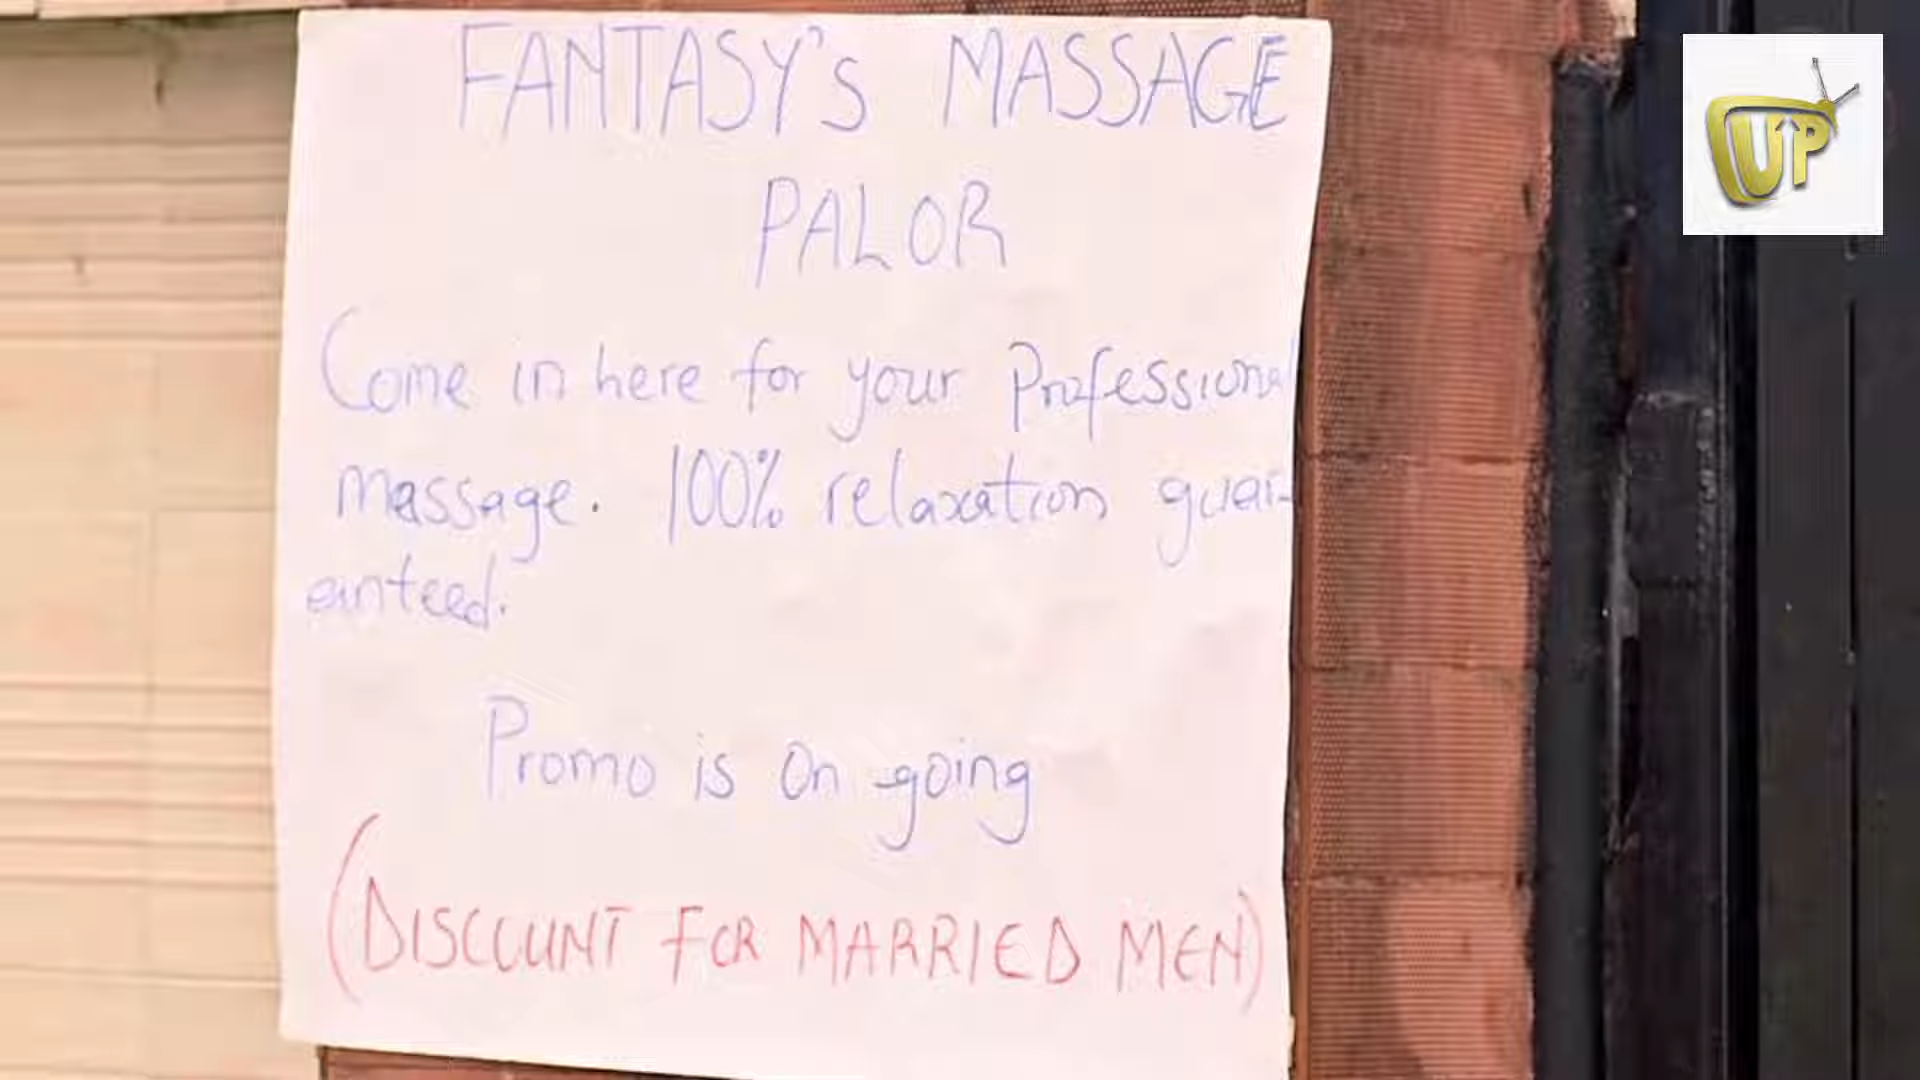 FANTASY's MASSAGE
PALOR
Come in here for your Professional
massage. 100% relaxation guar-
anteed.
Promo is On going
(DISCOUNT FOR MARRIED MEN)
UP